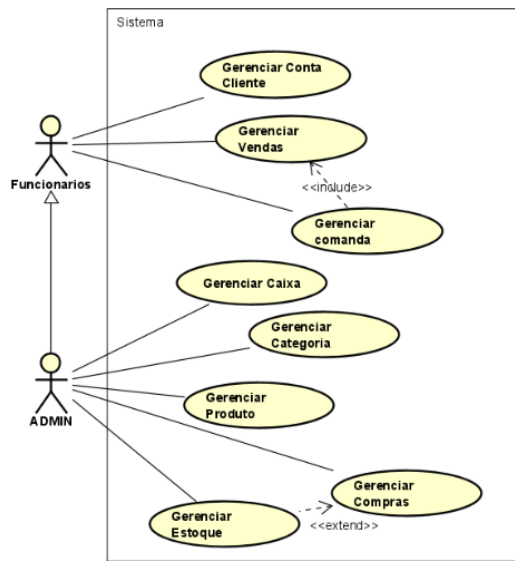 Sistema
Gerenciar Conta
Cliente
Gerenciar
Vendas
Funcionarios
<<include>>
Gerenciar
comanda
Gerenciar Caixa
Gerenciar
Categoria
Gerenciar
Produto
ADMIN
Gerenciar
Compras
Gerenciar
Estoque
<<extend>>